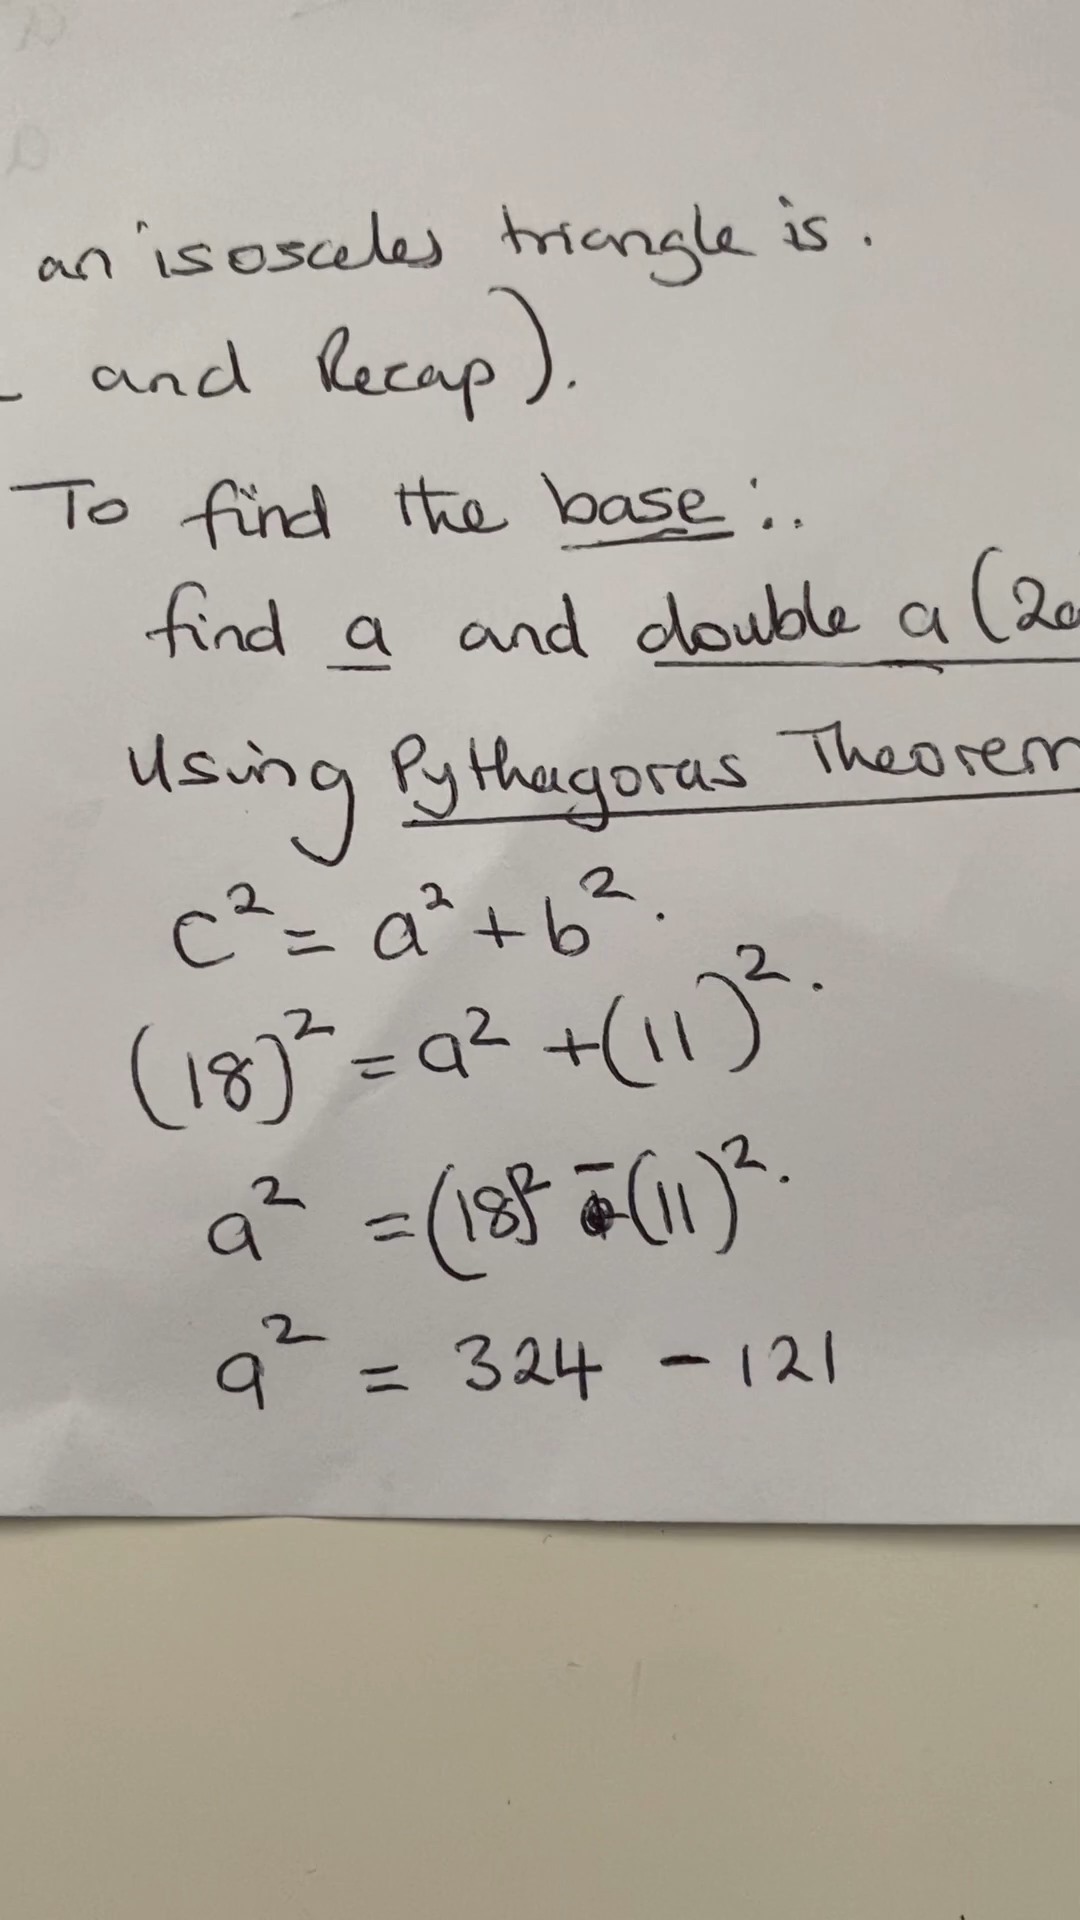 an isosceles triangle is.
and Recap).
To find the base:.
find a and double a (2a
Using Pythagoras Theorem
c² = a² + b².
(18)² = a² + (11)².
a² = (18)² - (11)².
a² = 324 - 121